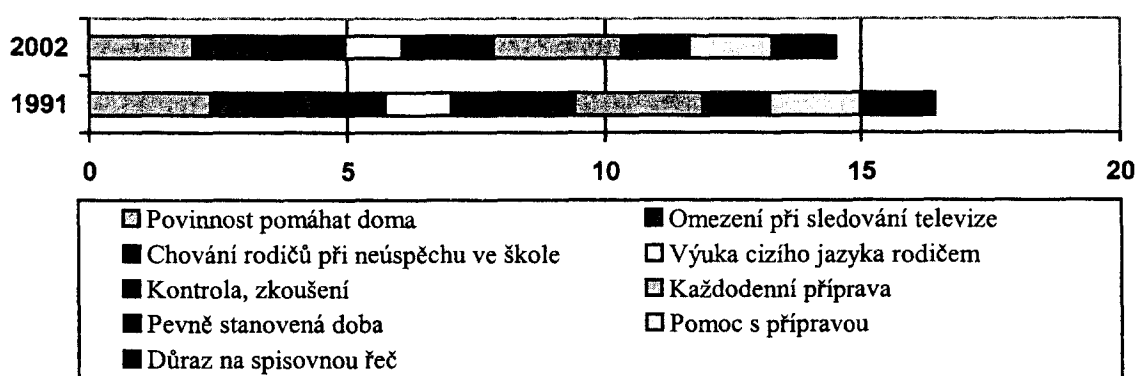 2002
1991
0 5 10 15 20
Povinnost pomáhat doma
Omezení při sledování televize
Chování rodičů při neúspěchu ve škole
Výuka cizího jazyka rodičem
Kontrola, zkoušení
Každodenní příprava
Pevně stanovená doba
Pomoc s přípravou
Důraz na spisovnou řeč